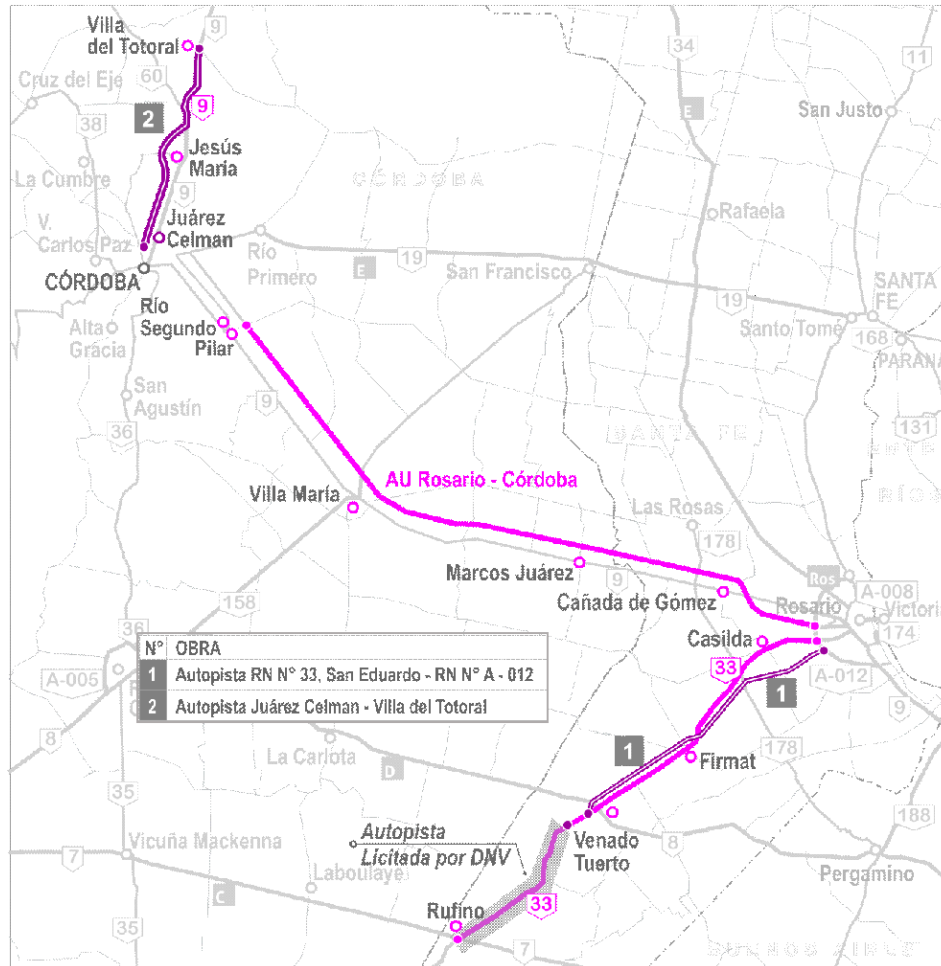 Villa
del Totoral
9
34
11
60
Cruz del Eje
9
E
San Justo
2
38
Jesús
María
La Cumbre
CÓRDOBA
9
Juárez
Celman
V.
Carlos Paz
Rafaela
Río
Primero
E
19
San Francisco
CÓRDOBA
SANTA
FE
19
Río
Segundo
Pilar
Alta
Gracia
Santo Tomé
168
PARANÁ
San
Agustín
9
36
131
SANTA FE
ENTRE
RÍOS
AU Rosario - Córdoba
Villa María
Las Rosas
178
Marcos Juárez
9
Ros
A-008
158
Cañada de Gómez
Rosario
Victoria
174
36
Casilda
N° OBRA
1 Autopista RN N° 33, San Eduardo - RN N° A - 012
2 Autopista Juárez Celman - Villa del Totoral
A-005
33
A-012
1
9
8
La Carlota
1
Firmat
178
D
35
188
Autopista
Licitada por DNV
Venado
Tuerto
8
Vicuña Mackenna
7
Laboulaye
Pergamino
C
33
Rufino
35
7
BUENOS AIRES